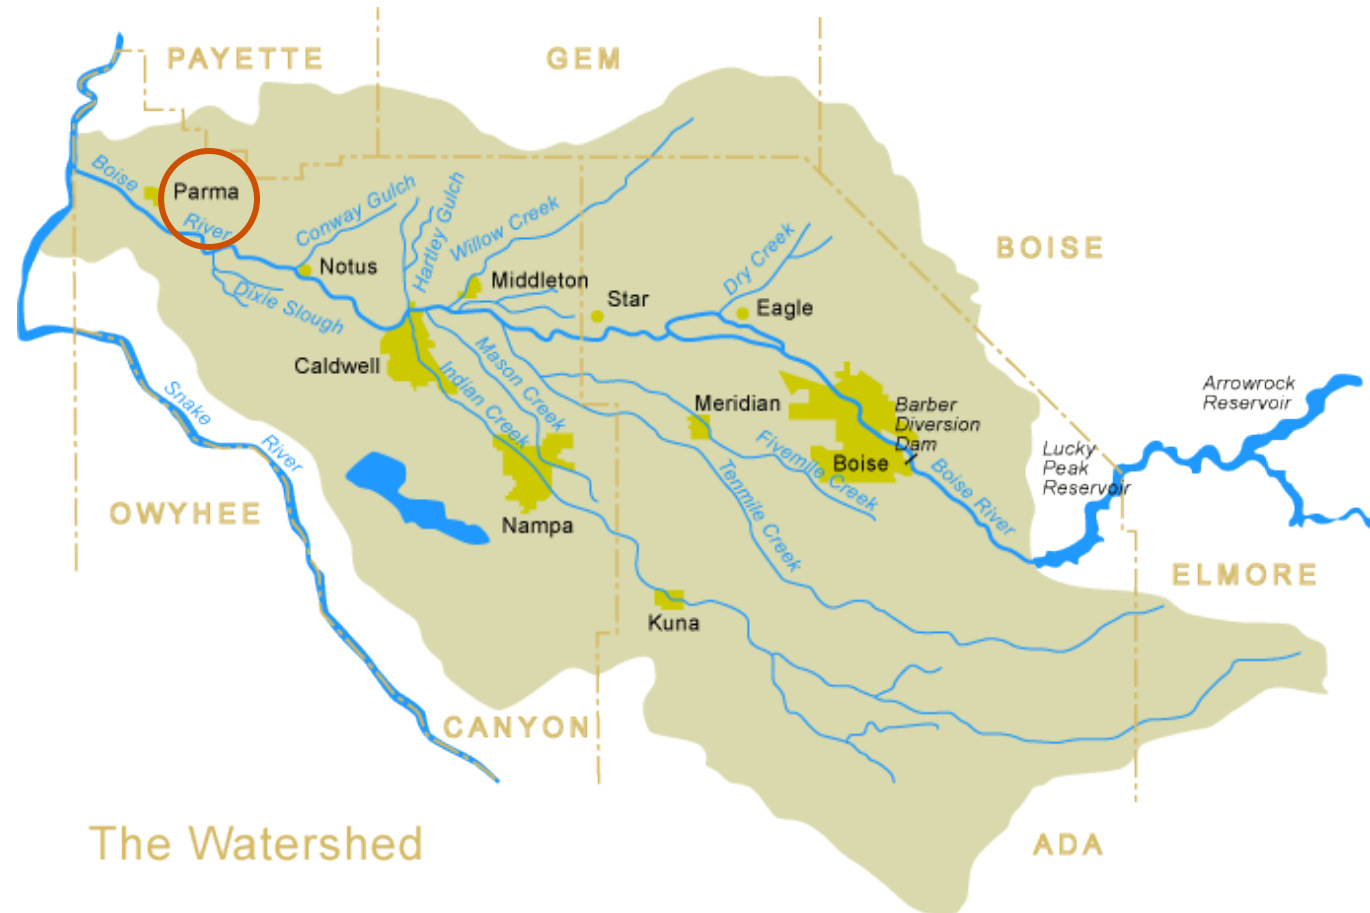 PAYETTE
GEM
Boise
Parma
River
Conway Gulch
Hartley Gulch
Willow Creek
BOISE
Dry Creek
Notus
Middleton
Star
Eagle
Dixie Slough
Caldwell
Mason Creek
Indian Creek
Meridian
Barber
Diversion
Dam
Arrowrock
Reservoir
Snake
River
Fivemile Creek
Boise
Boise River
Lucky
Peak
Reservoir
Tenmile Creek
OWYHEE
Nampa
ELMORE
Kuna
CANYON
The Watershed
ADA